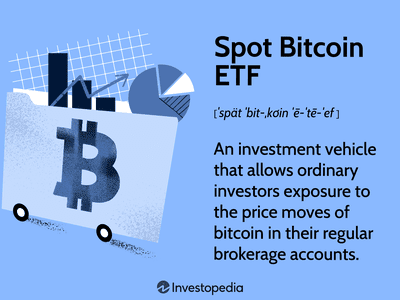 Spot Bitcoin
ETF
[ˈspät ˈbit-ˌkȯin ˈē-ˈtē-ˈef ]
An investment vehicle
that allows ordinary
investors exposure to
the price moves of
bitcoin in their regular
brokerage accounts.
Investopedia